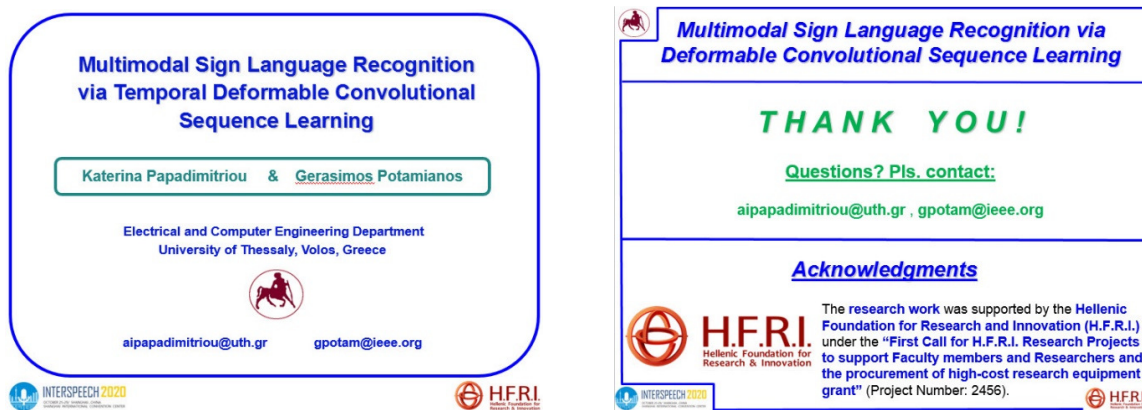 Multimodal Sign Language Recognition
via Temporal Deformable Convolutional
Sequence Learning
Katerina Papadimitriou & Gerasimos Potamianos
Electrical and Computer Engineering Department
University of Thessaly, Volos, Greece
aipapadimitriou@uth.gr gpotam@ieee.org
INTERSPEECH 2020
H.F.R.I.
Hellenic Foundation for
Research & Innovation
Multimodal Sign Language Recognition via
Deformable Convolutional Sequence Learning
THANK YOU!
Questions? Pls. contact:
aipapadimitriou@uth.gr , gpotam@ieee.org
Acknowledgments
H.F.R.I.
Hellenic Foundation for
Research & Innovation
The research work was supported by the Hellenic
Foundation for Research and Innovation (H.F.R.I.)
under the “First Call for H.F.R.I. Research Projects
to support Faculty members and Researchers and
the procurement of high-cost research equipment
grant” (Project Number: 2456).
INTERSPEECH 2020
H.F.R.